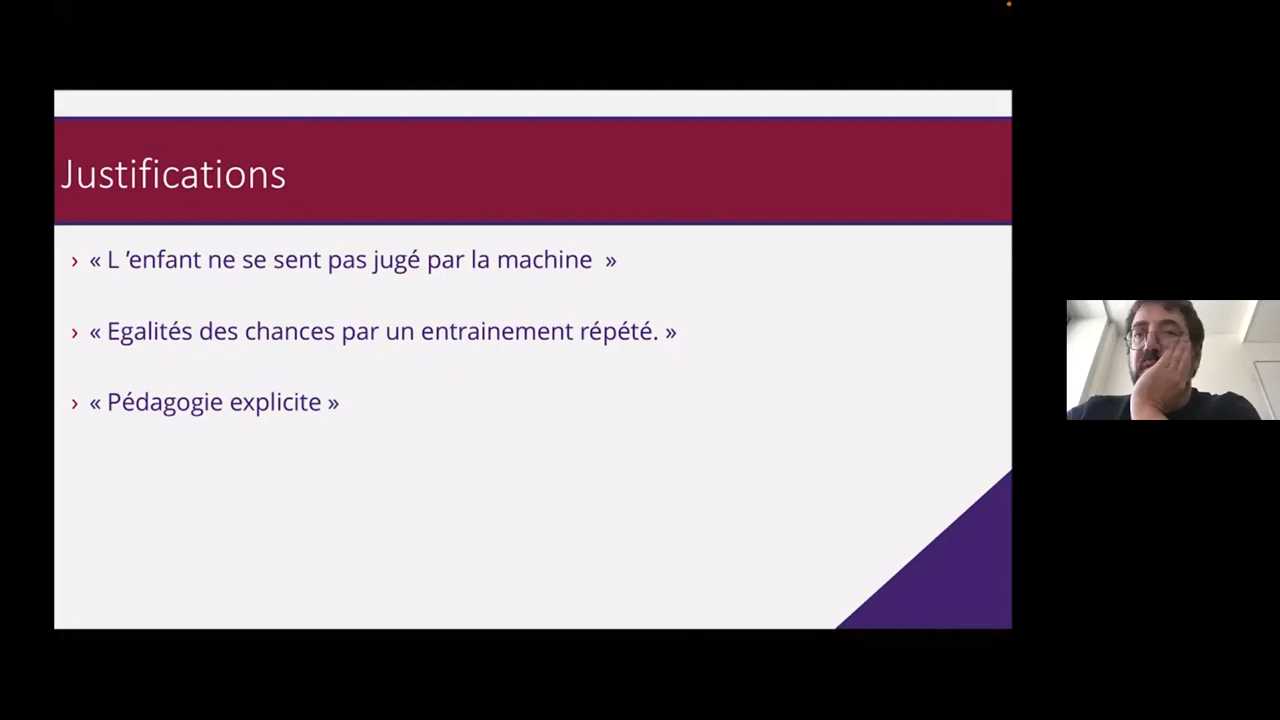 Justifications
› « L ’enfant ne se sent pas jugé par la machine  »
› « Egalités des chances par un entrainement répété. »
› « Pédagogie explicite »